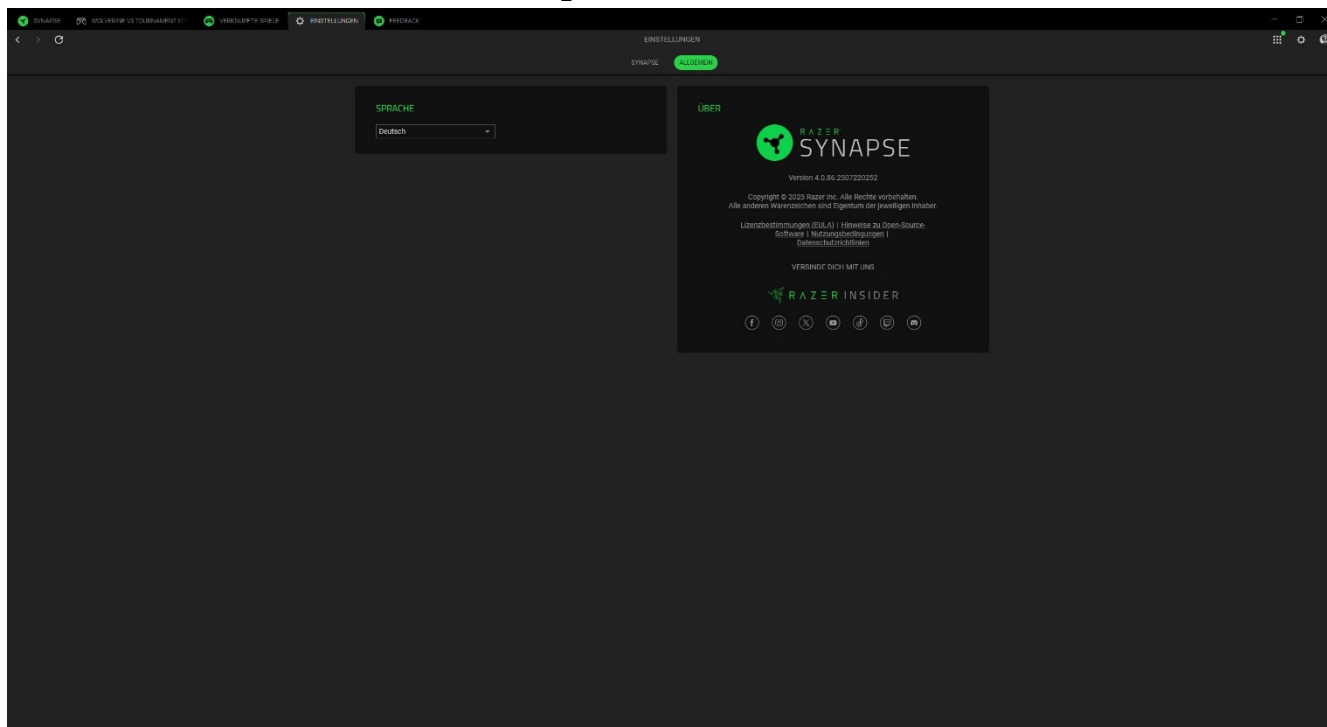 SYNAPSE
WOLVERINE V3 TOURNAMENT
VERKNÜPFTE SPIELE
EINSTELLUNGEN
FEEDBACK
EINSTELLUNGEN
SYNAPSE
ALLGEMEIN
SPRACHE
Deutsch
ÜBER
RAZER
SYNAPSE
Version 4.0.86.2507220252
Copyright © 2025 Razer Inc. Alle Rechte vorbehalten.
Alle anderen Warenzeichen sind Eigentum der jeweiligen Inhaber.
Lizenzbestimmungen (EULA) | Hinweise zu Open-Source-
Software | Nutzungsbedingungen |
Datenschutzrichtlinien
VERBINDE DICH MIT UNS
RAZER INSIDER